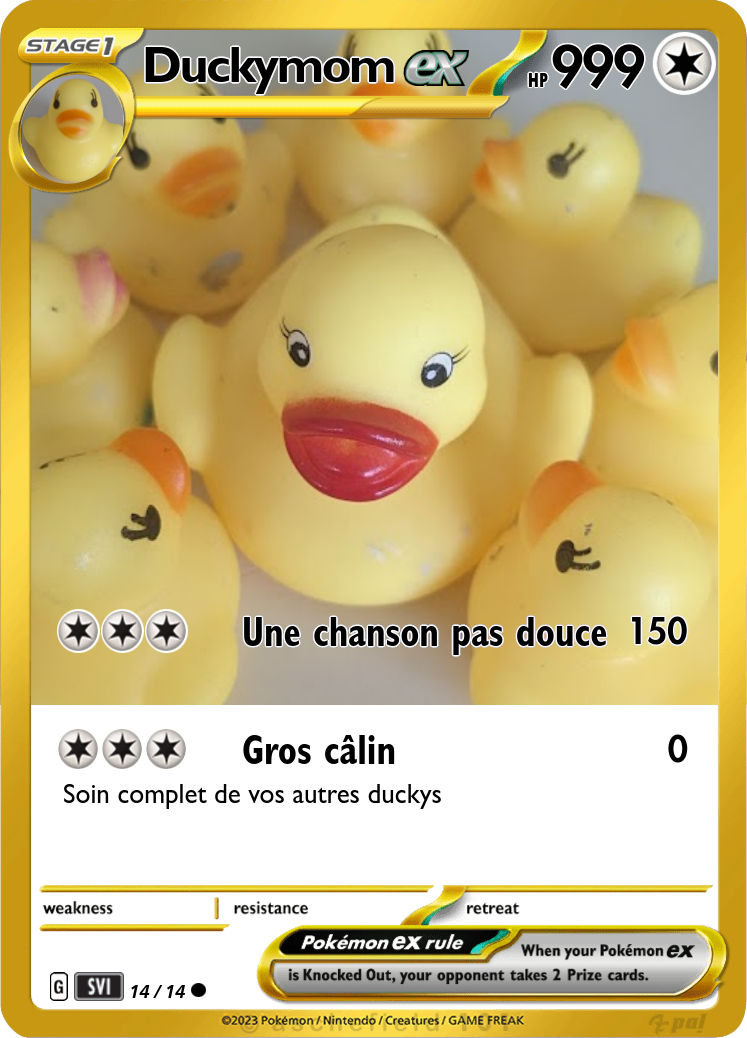 STAGE 1
Duckymom ex
HP 999
Une chanson pas douce 150
Gros câlin 0
Soin complet de vos autres duckys
weakness resistance retreat
Pokémon ex rule When your Pokémon ex
is Knocked Out, your opponent takes 2 Prize cards.
G SVI 14 / 14
©2023 Pokémon / Nintendo / Creatures / GAME FREAK